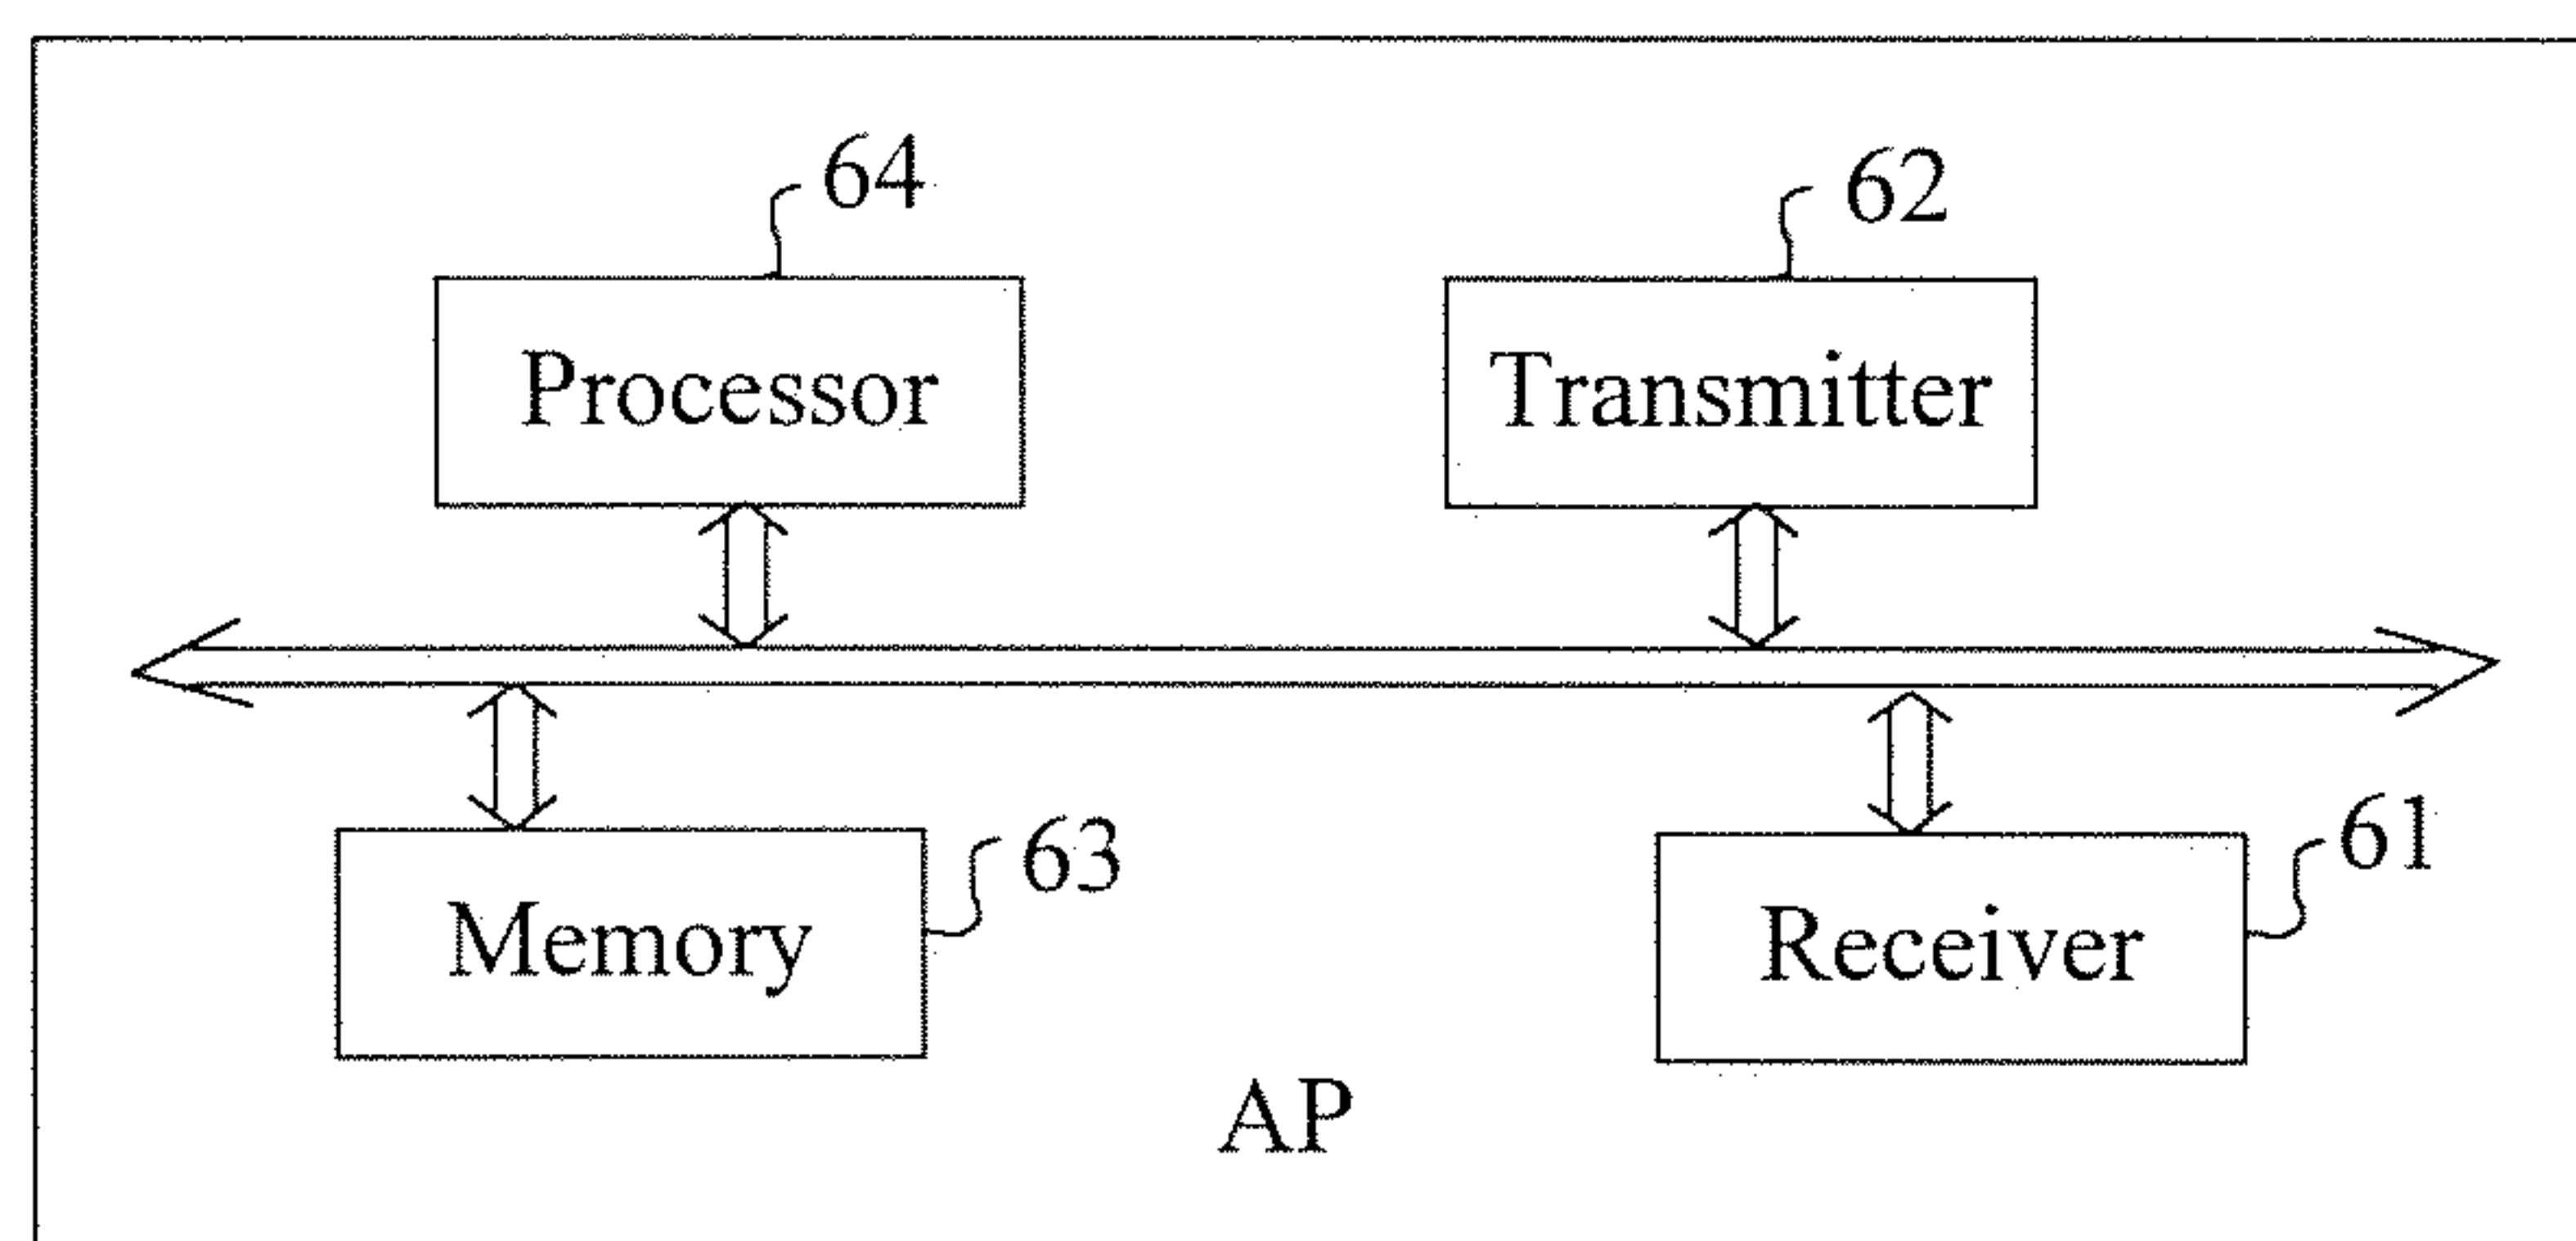 64
62
Processor
Transmitter
63
61
Memory
Receiver
AP